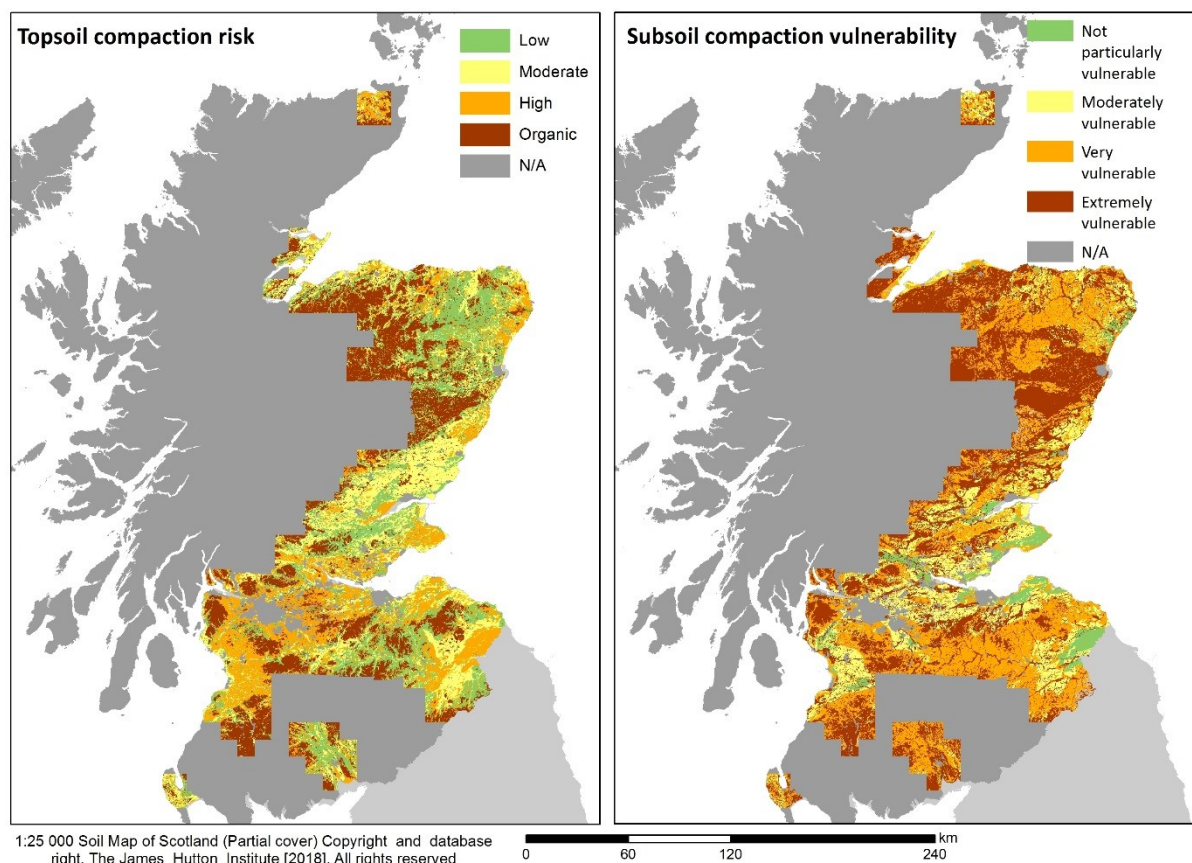 Topsoil compaction risk
Low
Moderate
High
Organic
N/A
Subsoil compaction vulnerability
Not
particularly
vulnerable
Moderately
vulnerable
Very
vulnerable
Extremely
vulnerable
N/A
1:25 000 Soil Map of Scotland (Partial cover) Copyright and database
right, The James Hutton Institute [2018]. All rights reserved
km
0 60 120 240